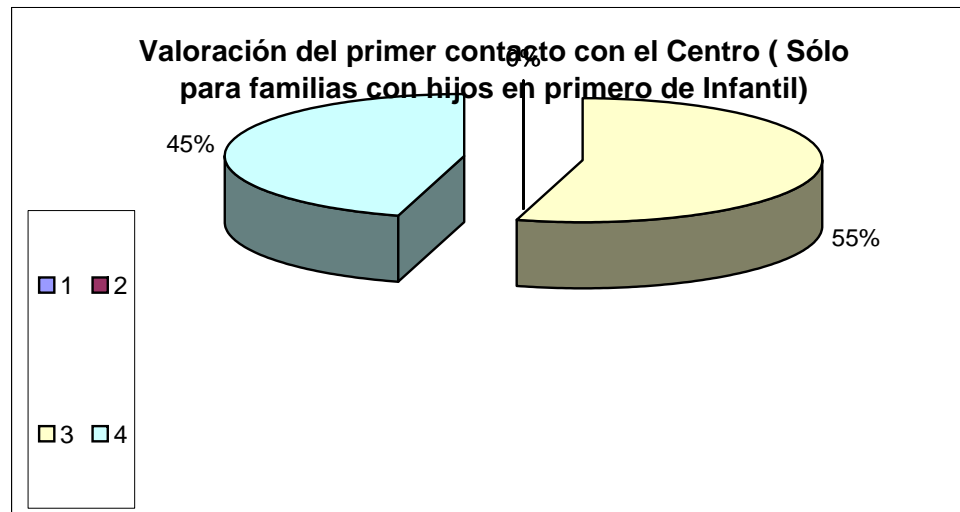 Valoración del primer contacto con el Centro ( Sólo
para familias con hijos en primero de Infantil)
0%
45%
55%
1 2
3 4